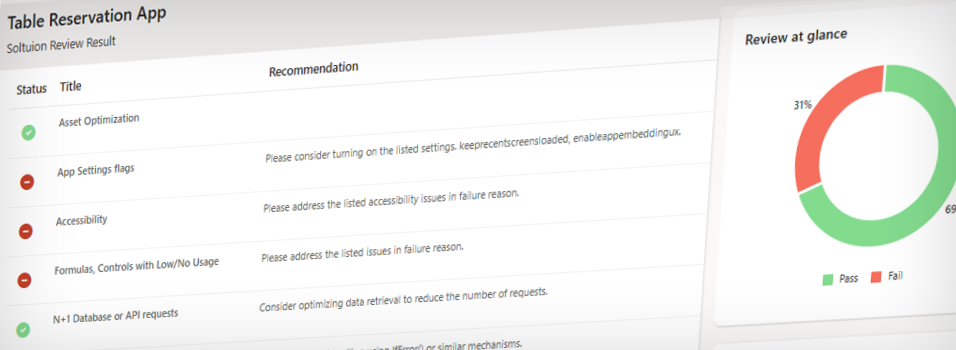 Table Reservation App
Soltuion Review Result
Status Title Recommendation
Asset Optimization
App Settings flags Please consider turning on the listed settings. keeprecentscreensloaded, enableappembeddingux.
Accessibility Please address the listed accessibility issues in failure reason.
Formulas, Controls with Low/No Usage Please address the listed issues in failure reason.
N+1 Database or API requests Consider optimizing data retrieval to reduce the number of requests.
using IfError() or similar mechanisms.
Review at glance
31%
69
Pass Fail